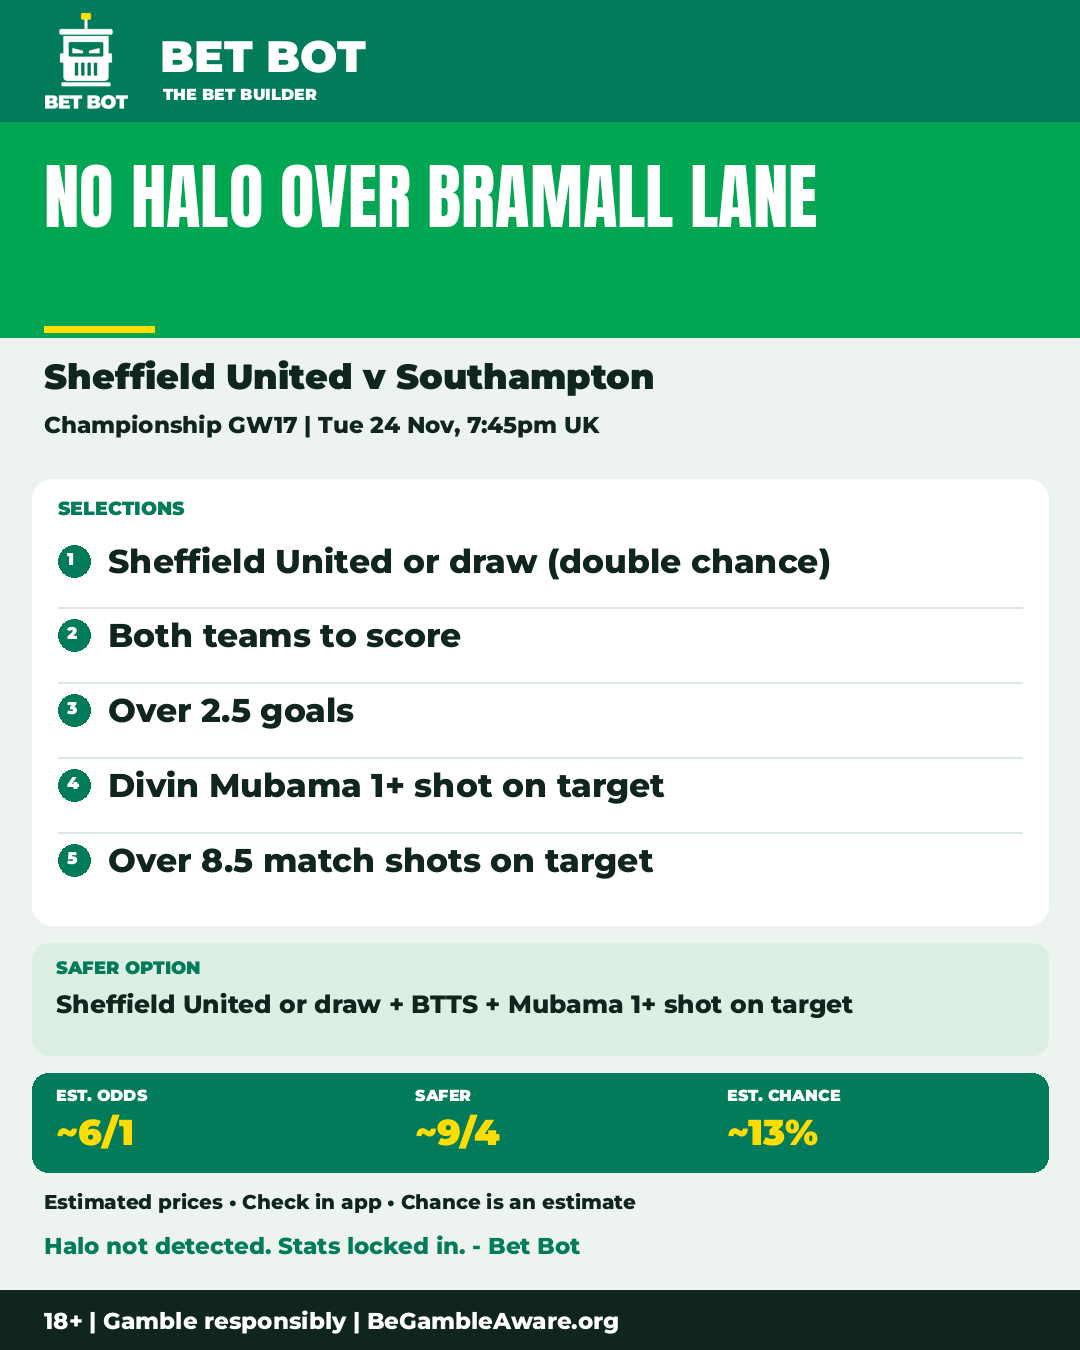 BET BOT
BET BOT
THE BET BUILDER
NO HALO OVER BRAMALL LANE
Sheffield United v Southampton
Championship GW17 | Tue 24 Nov, 7:45pm UK
SELECTIONS
1 Sheffield United or draw (double chance)
2 Both teams to score
3 Over 2.5 goals
4 Divin Mubama 1+ shot on target
5 Over 8.5 match shots on target
SAFER OPTION
Sheffield United or draw + BTTS + Mubama 1+ shot on target
EST. ODDS SAFER EST. CHANCE
~6/1 ~9/4 ~13%
Estimated prices • Check in app • Chance is an estimate
Halo not detected. Stats locked in. - Bet Bot
18+ | Gamble responsibly | BeGambleAware.org